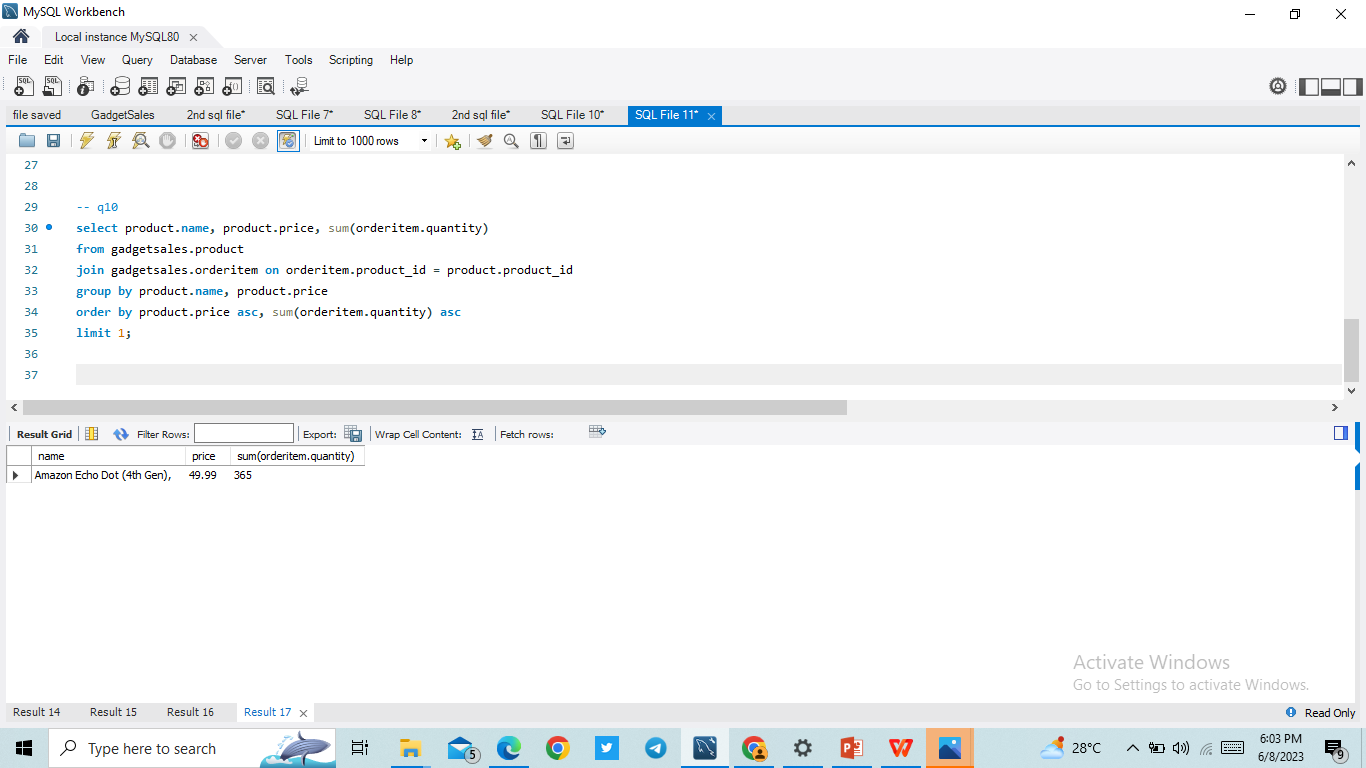 MySQL Workbench
Local instance MySQL80
File Edit View Query Database Server Tools Scripting Help
SQL SQL
file saved GadgetSales 2nd sql file* SQL File 7* SQL File 8* 2nd sql file* SQL File 10* SQL File 11*
Limit to 1000 rows
27
28
29 -- q10
30 select product.name, product.price, sum(orderitem.quantity)
31 from gadgetsales.product
32 join gadgetsales.orderitem on orderitem.product_id = product.product_id
33 group by product.name, product.price
34 order by product.price asc, sum(orderitem.quantity) asc
35 limit 1;
36
37
Result Grid Filter Rows: Export: Wrap Cell Content: IA Fetch rows:
name price sum(orderitem.quantity)
Amazon Echo Dot (4th Gen), 49.99 365
Activate Windows
Go to Settings to activate Windows.
Result 14 Result 15 Result 16 Result 17 Read Only
Type here to search 5 28°C 6:03 PM
6/8/2023 9